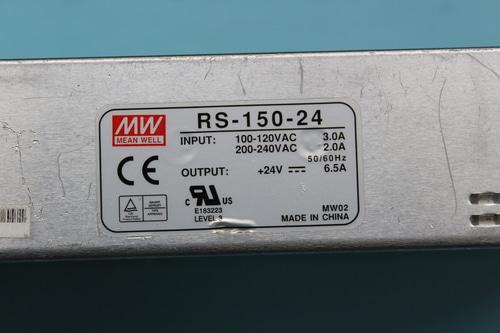 MW
MEAN WELL
RS-150-24
INPUT: 100-120VAC 3.0A
200-240VAC 2.0A
50/60Hz
OUTPUT: +24V 6.5A
CE
c RU US
E183223
LEVEL 3
MW02
MADE IN CHINA